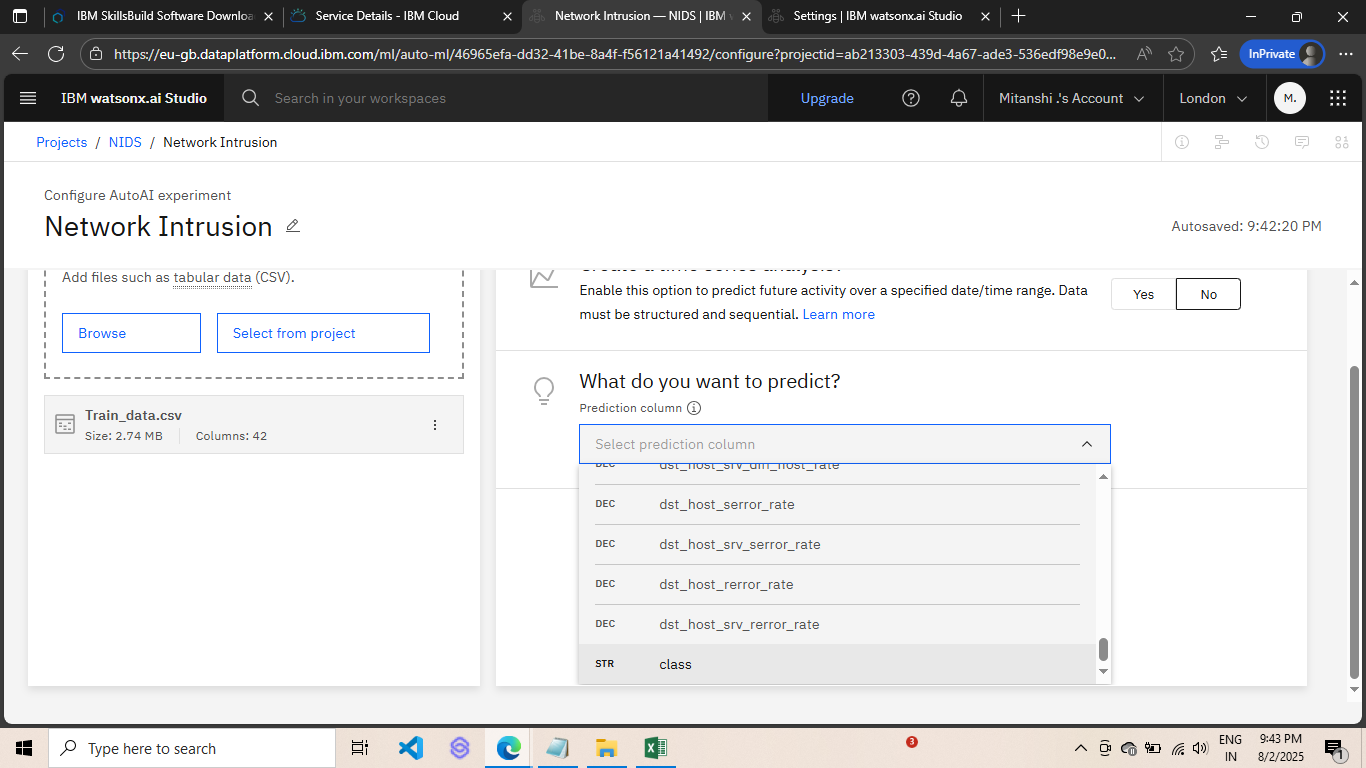 IBM SkillsBuild Software Downloa
Service Details - IBM Cloud
Network Intrusion — NIDS | IBM w
Settings | IBM watsonx.ai Studio
https://eu-gb.dataplatform.cloud.ibm.com/ml/auto-ml/46965efa-dd32-41be-8a4f-f56121a41492/configure?projectid=ab213303-439d-4a67-ade3-536edf98e9e0...
InPrivate
IBM watsonx.ai Studio
Search in your workspaces
Upgrade
Mitanshi .'s Account
London
M.
Projects / NIDS / Network Intrusion
Configure AutoAI experiment
Network Intrusion
Autosaved: 9:42:20 PM
Add files such as tabular data (CSV).
Browse
Select from project
Train_data.csv
Size: 2.74 MB
Columns: 42
Create a time series analysis?
Enable this option to predict future activity over a specified date/time range. Data
must be structured and sequential. Learn more
Yes
No
What do you want to predict?
Prediction column
Select prediction column
DEC dst_host_srv_diff_host_rate
DEC dst_host_serror_rate
DEC dst_host_srv_serror_rate
DEC dst_host_rerror_rate
DEC dst_host_srv_rerror_rate
STR class
Type here to search
3
ENG
IN
9:43 PM
8/2/2025
1